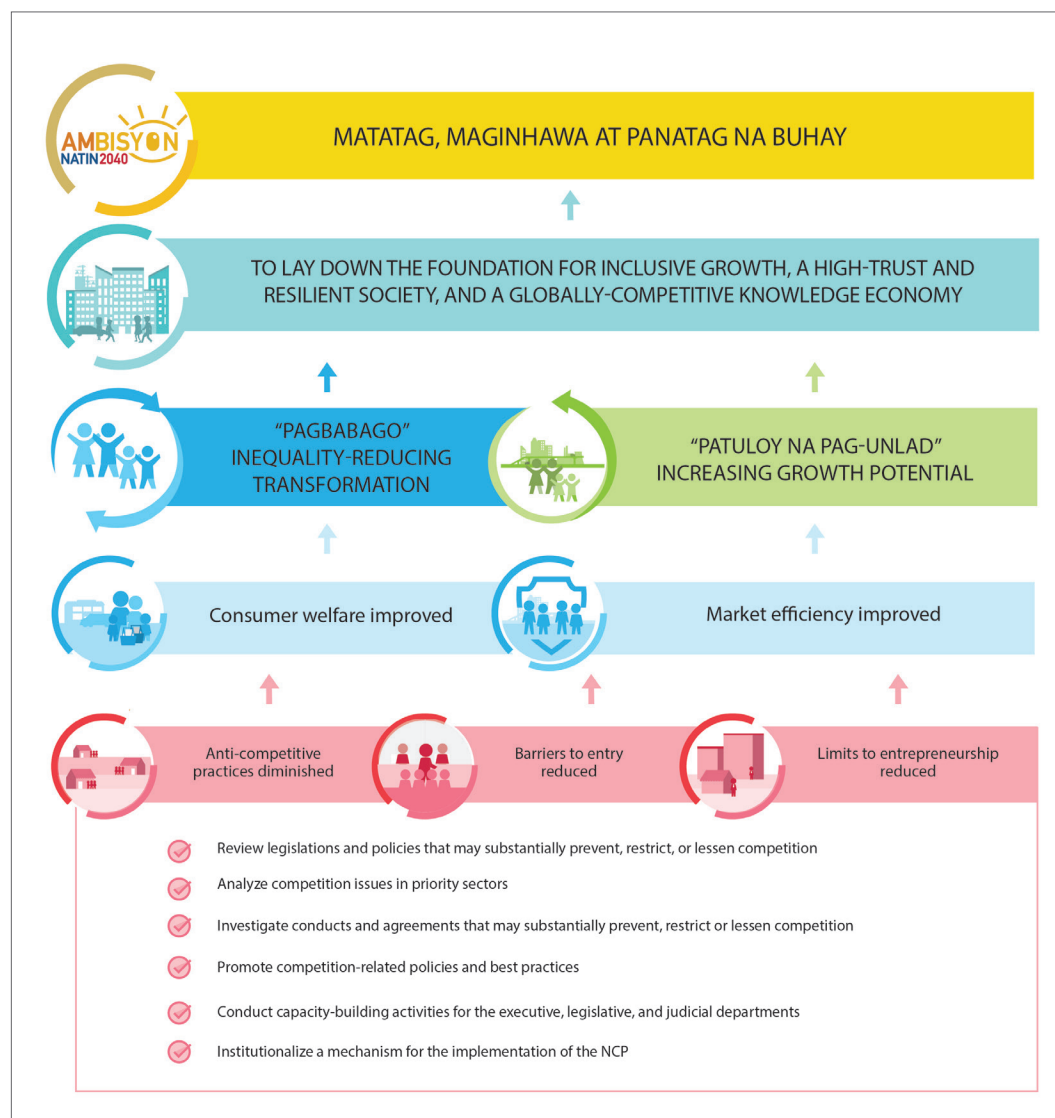 AMBISYON
NATIN 2040
MATATAG, MAGINHAWA AT PANATAG NA BUHAY
TO LAY DOWN THE FOUNDATION FOR INCLUSIVE GROWTH, A HIGH-TRUST AND
RESILIENT SOCIETY, AND A GLOBALLY-COMPETITIVE KNOWLEDGE ECONOMY
“PAGBABAGO”
INEQUALITY-REDUCING
TRANSFORMATION
“PATULOY NA PAG-UNLAD”
INCREASING GROWTH POTENTIAL
Consumer welfare improved
Market efficiency improved
Anti-competitive
practices diminished
Barriers to entry
reduced
Limits to entrepreneurship
reduced
Review legislations and policies that may substantially prevent, restrict, or lessen competition
Analyze competition issues in priority sectors
Investigate conducts and agreements that may substantially prevent, restrict or lessen competition
Promote competition-related policies and best practices
Conduct capacity-building activities for the executive, legislative, and judicial departments
Institutionalize a mechanism for the implementation of the NCP